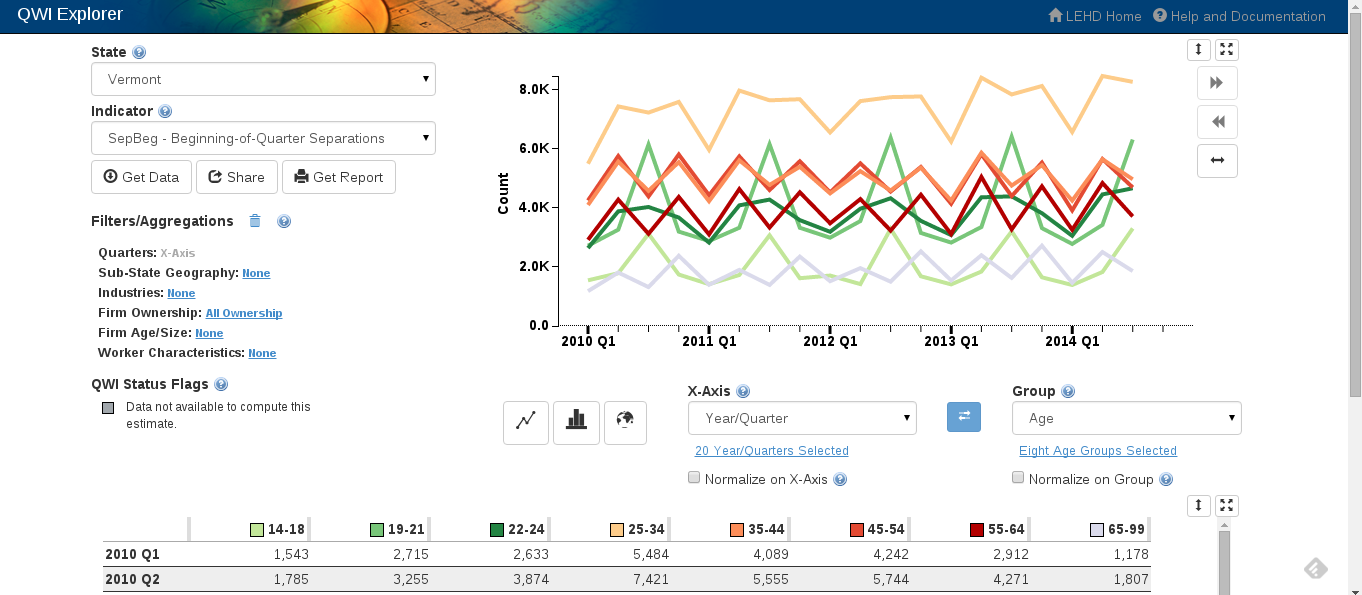 QWI Explorer
LEHD Home Help and Documentation
State
Vermont
Indicator
SepBeg - Beginning-of-Quarter Separations
Get Data Share Get Report
Filters/Aggregations
Quarters: X-Axis
Sub-State Geography: None
Industries: None
Firm Ownership: All Ownership
Firm Age/Size: None
Worker Characteristics: None
QWI Status Flags
Data not available to compute this
estimate.
Count
8.0K
6.0K
4.0K
2.0K
0.0
2010 Q1 2011 Q1 2012 Q1 2013 Q1 2014 Q1
X-Axis
Year/Quarter
20 Year/Quarters Selected
Normalize on X-Axis
Group
Age
Eight Age Groups Selected
Normalize on Group
14-18 19-21 22-24 25-34 35-44 45-54 55-64 65-99
2010 Q1 1,543 2,715 2,633 5,484 4,089 4,242 2,912 1,178
2010 Q2 1,785 3,255 3,874 7,421 5,555 5,744 4,271 1,807